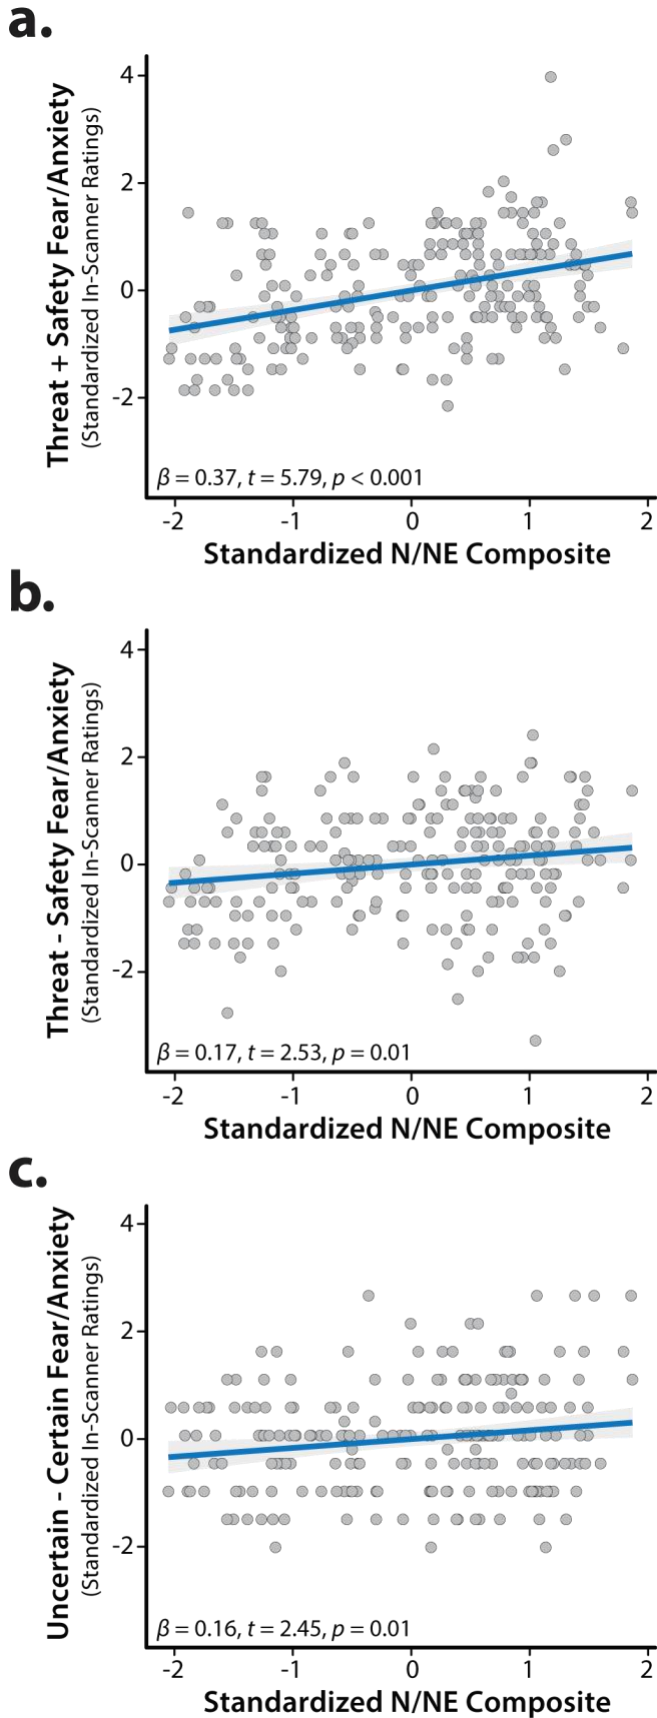 a.
Threat + Safety Fear/Anxiety
(Standardized In-Scanner Ratings)
4
2
0
-2
β = 0.37, t = 5.79, p < 0.001
-2 -1 0 1 2
Standardized N/NE Composite
b.
Threat - Safety Fear/Anxiety
(Standardized In-Scanner Ratings)
4
2
0
-2
β = 0.17, t = 2.53, p = 0.01
-2 -1 0 1 2
Standardized N/NE Composite
c.
Uncertain - Certain Fear/Anxiety
(Standardized In-Scanner Ratings)
4
2
0
-2
β = 0.16, t = 2.45, p = 0.01
-2 -1 0 1 2
Standardized N/NE Composite